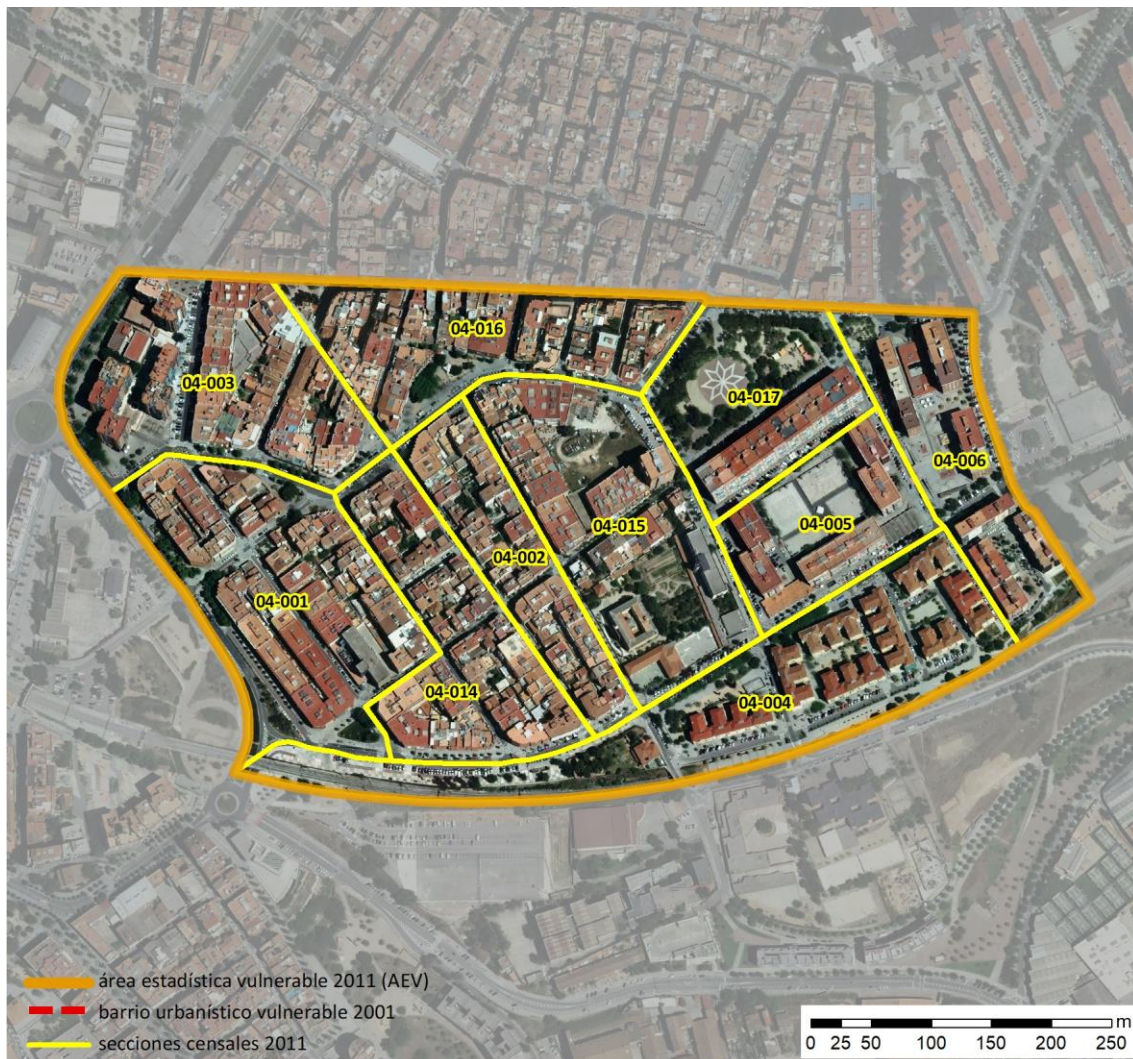 04-016
04-003
04-017
04-006
04-015
04-005
04-002
04-001
04-014
04-004
área estadística vulnerable 2011 (AEV)
barrio urbanístico vulnerable 2001
secciones censales 2011
m
0 25 50 100 150 200 250